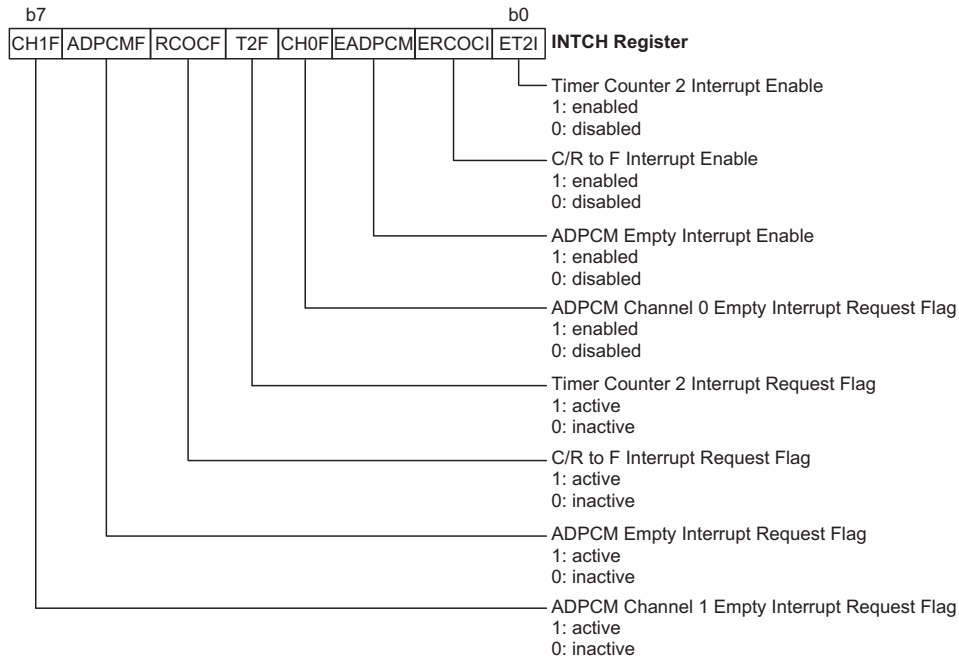 b7 b0
CH1F ADPCMF RCOCF T2F CH0F EADPCM ERCOCI ET2I INTCH Register
Timer Counter 2 Interrupt Enable
1: enabled
0: disabled
C/R to F Interrupt Enable
1: enabled
0: disabled
ADPCM Empty Interrupt Enable
1: enabled
0: disabled
ADPCM Channel 0 Empty Interrupt Request Flag
1: enabled
0: disabled
Timer Counter 2 Interrupt Request Flag
1: active
0: inactive
C/R to F Interrupt Request Flag
1: active
0: inactive
ADPCM Empty Interrupt Request Flag
1: active
0: inactive
ADPCM Channel 1 Empty Interrupt Request Flag
1: active
0: inactive